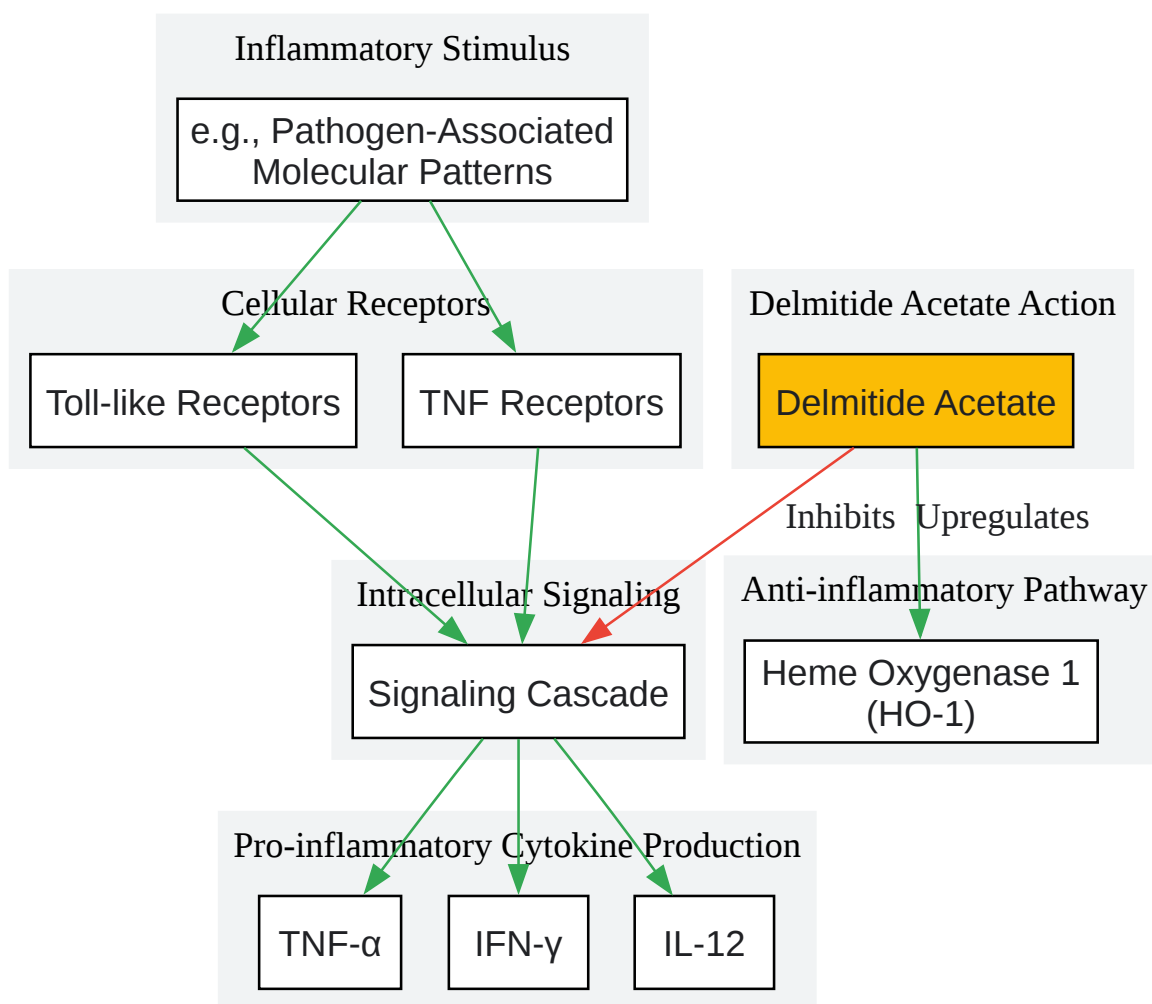 Inflammatory Stimulus
e.g., Pathogen-Associated
Molecular Patterns
Cellular Receptors
Toll-like Receptors
TNF Receptors
Delmitide Acetate Action
Delmitide Acetate
Inhibits
Upregulates
Intracellular Signaling
Signaling Cascade
Anti-inflammatory Pathway
Heme Oxygenase 1
(HO-1)
Pro-inflammatory Cytokine Production
TNF-α
IFN-γ
IL-12